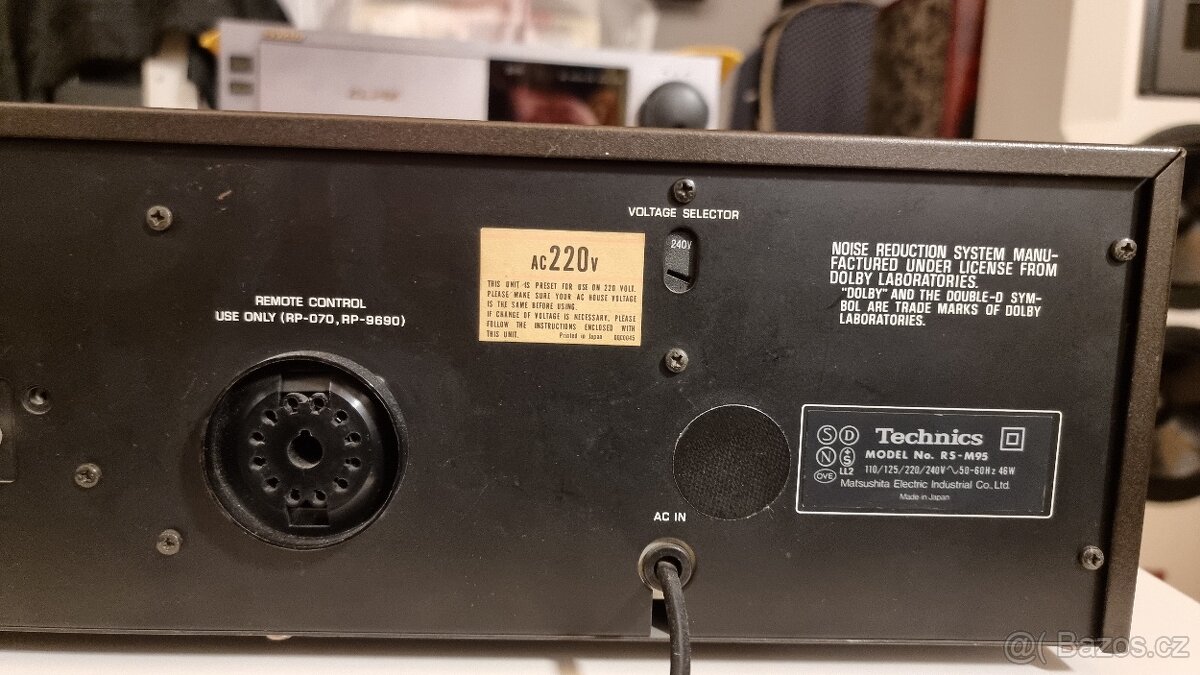 VOLTAGE SELECTOR
240V
AC 220V
THIS UNIT IS PRESET FOR USE ON 220 VOLT.
PLEASE MAKE SURE YOUR AC HOUSE VOLTAGE
IS THE SAME BEFORE USING.
IF CHANGE OF VOLTAGE IS NECESSARY, PLEASE
FOLLOW THE INSTRUCTIONS ENCLOSED WITH
THIS UNIT. Printed in Japan QQC0045
NOISE REDUCTION SYSTEM MANU-
FACTURED UNDER LICENSE FROM
DOLBY LABORATORIES.
"DOLBY" AND THE DOUBLE-D SYM-
BOL ARE TRADE MARKS OF DOLBY
LABORATORIES.
REMOTE CONTROL
USE ONLY (RP-070, RP-9690)
AC IN
S D
N S
OVE LL2
Technics
MODEL No. RS-M95
110/125/220/240V~50-60Hz 46W
Matsushita Electric Industrial Co., Ltd.
Made in Japan
Bazos.cz